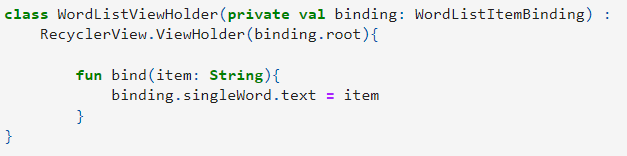 class WordListViewHolder(private val binding: WordListItemBinding) :
    RecyclerView.ViewHolder(binding.root){
        fun bind(item: String){
            binding.singleWord.text = item
        }
}